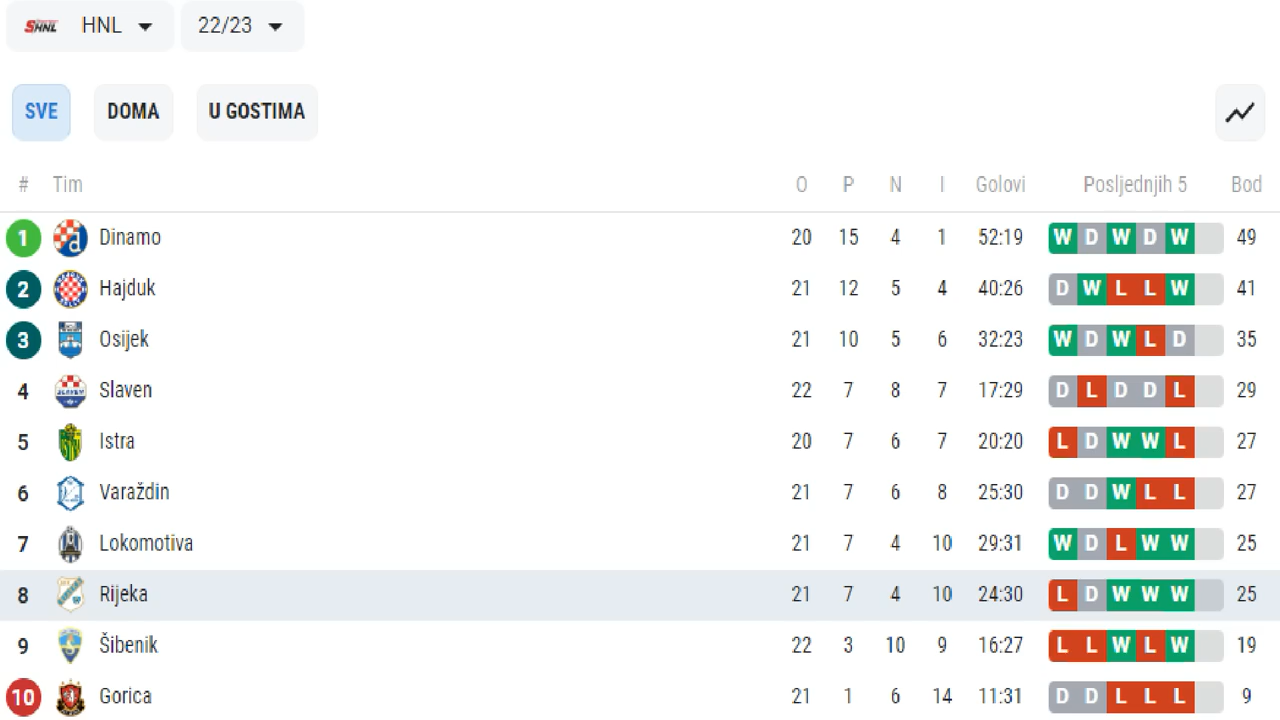 SHNL HNL 22/23
SVE DOMA U GOSTIMA
# Tim O P N I Golovi Posljednjih 5 Bod
1 Dinamo 20 15 4 1 52:19 W D W D W 49
2 Hajduk 21 12 5 4 40:26 D W L L W 41
3 Osijek 21 10 5 6 32:23 W D W L D 35
4 Slaven 22 7 8 7 17:29 D L D D L 29
5 Istra 20 7 6 7 20:20 L D W W L 27
6 Varaždin 21 7 6 8 25:30 D D W L L 27
7 Lokomotiva 21 7 4 10 29:31 W D L W W 25
8 Rijeka 21 7 4 10 24:30 L D W W W 25
9 Šibenik 22 3 10 9 16:27 L L W L W 19
10 Gorica 21 1 6 14 11:31 D D L L L 9